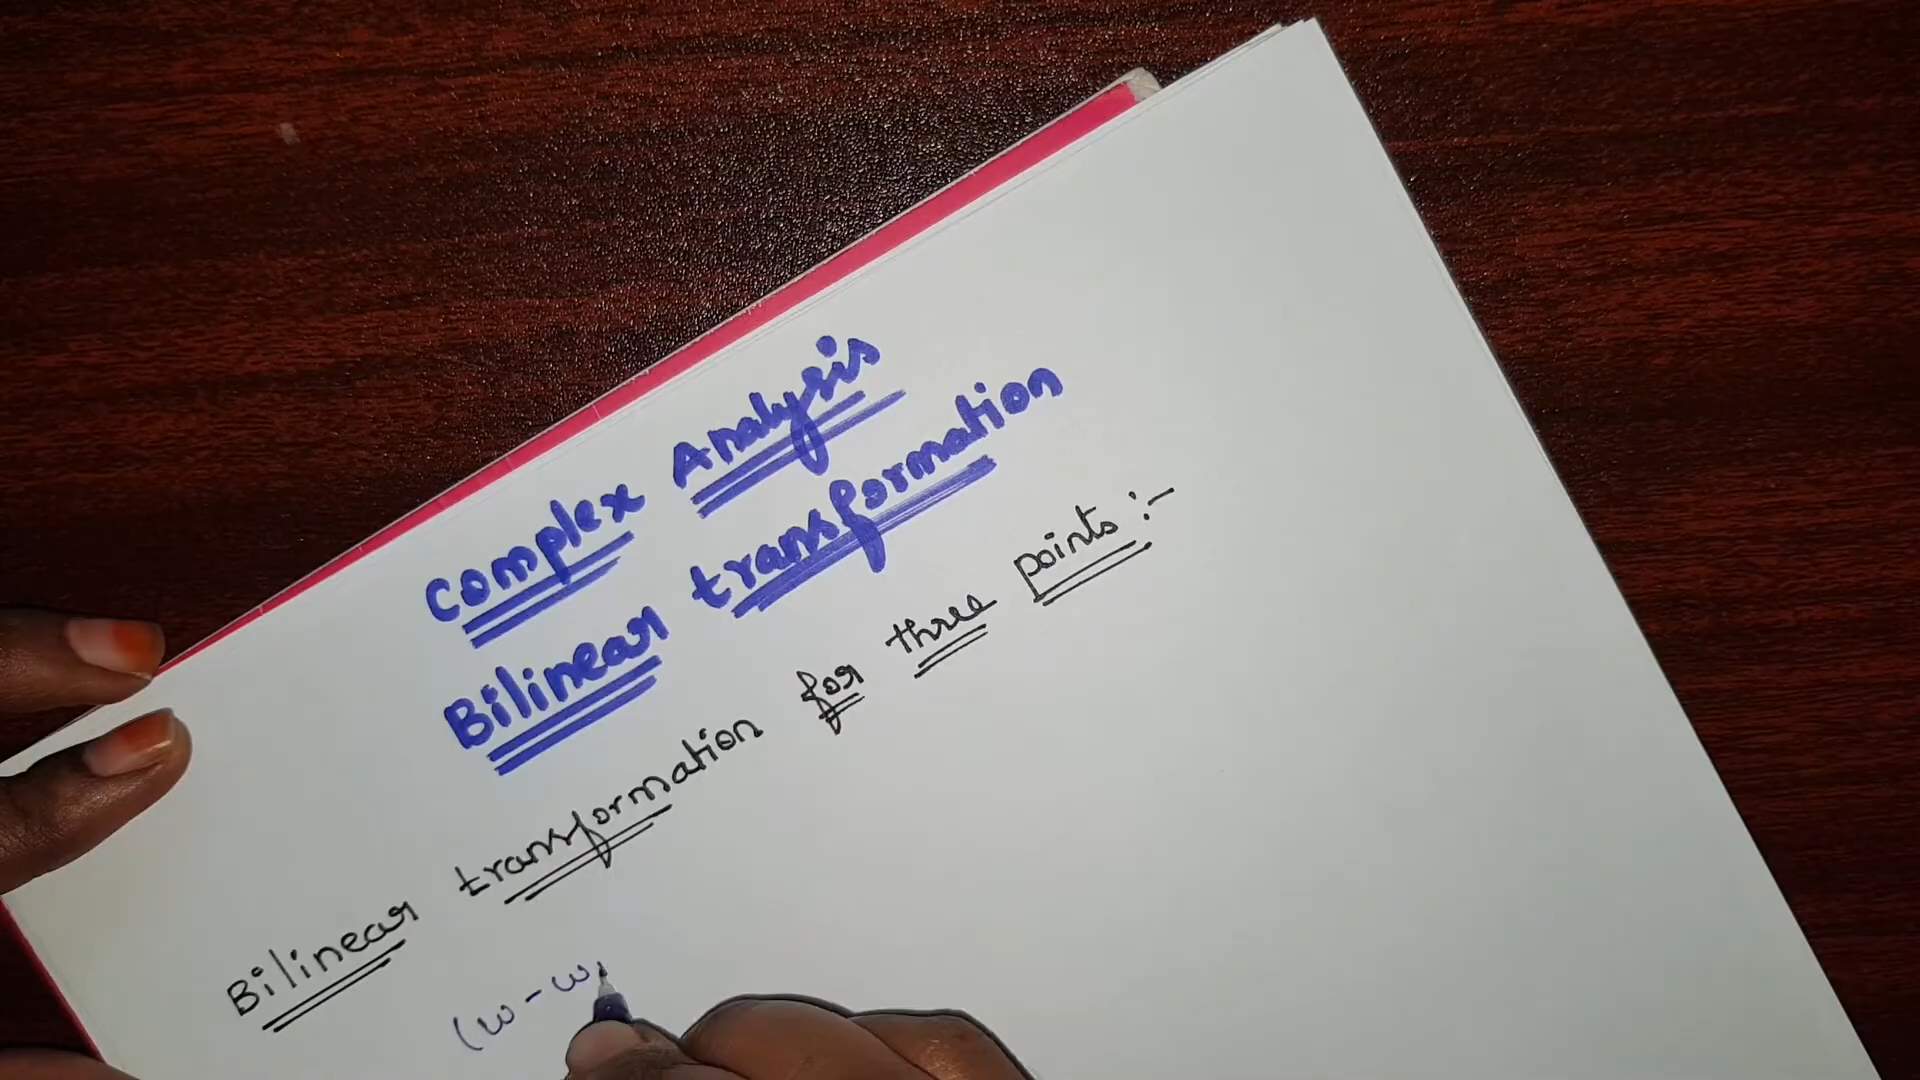 Complex Analysis
Bilinear transformation
Bilinear transformation for three points :-
(w - w